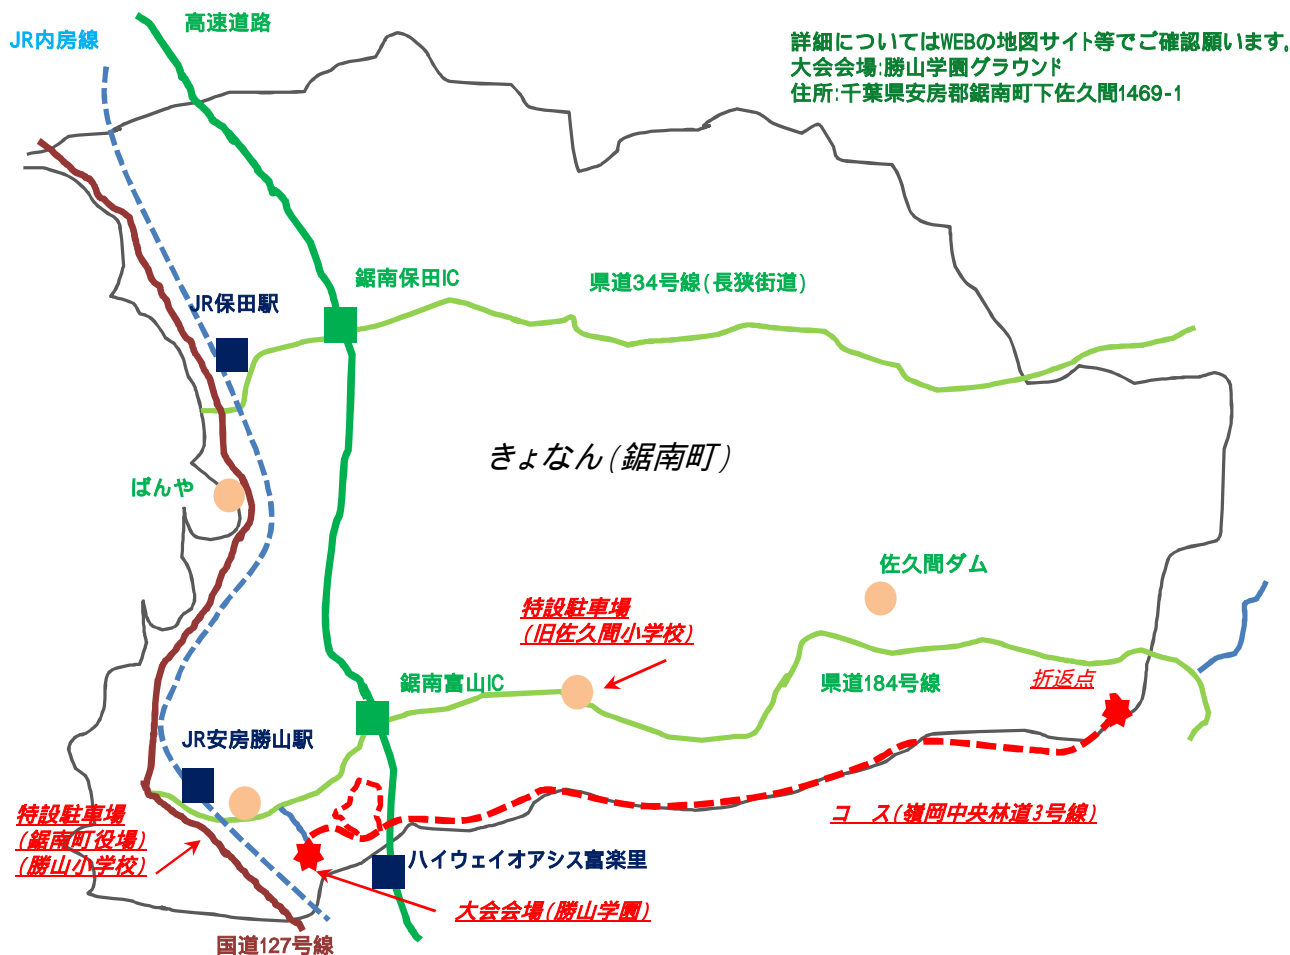 高速道路
JR内房線
詳細についてはWEBの地図サイト等でご確認願います。
大会会場:勝山学園グラウンド
住所:千葉県安房郡鋸南町下佐久間1469-1
鋸南保田IC
県道34号線(長狭街道)
JR保田駅
きょなん(鋸南町)
ばんや
佐久間ダム
特設駐車場
(旧佐久間小学校)
鋸南富山IC
県道184号線
折返点
JR安房勝山駅
特設駐車場
(鋸南町役場)
(勝山小学校)
コース(嶺岡中央林道3号線)
ハイウェイオアシス富楽里
大会会場(勝山学園)
国道127号線